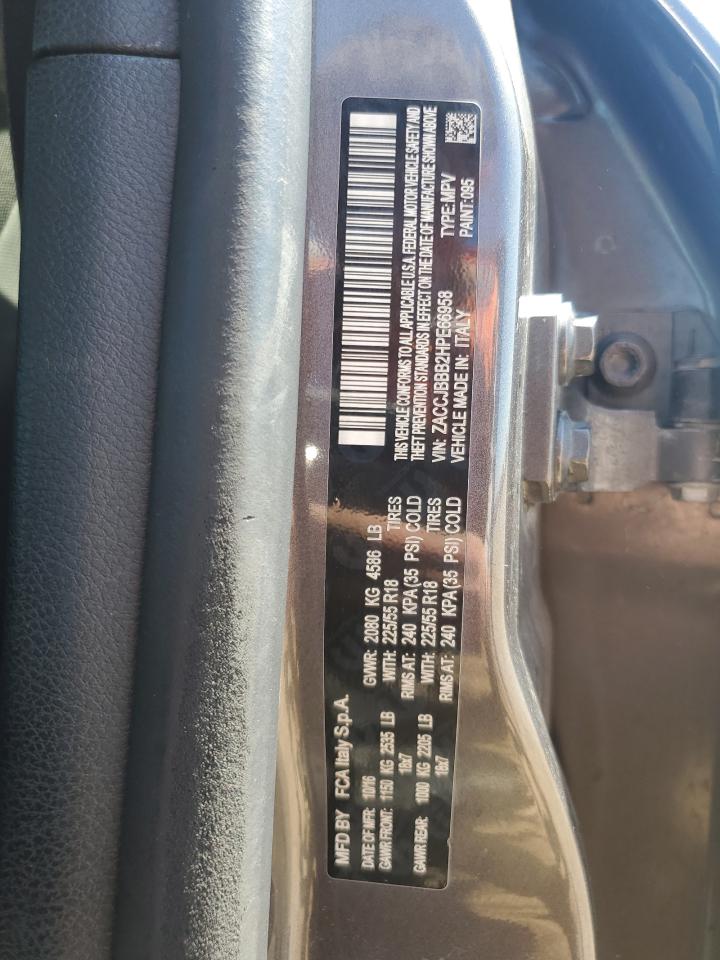 MFD BY FCA Italy S.p.A.
DATE OF MFR: 10/16 GWR: 2080 KG 4586 LB
GAWR FRONT: 1150 KG 2535 LB WITH: 225/55 R18 TIRES
18x7 RIMS AT: 240 KPA(35 PSI) COLD
GAWR REAR: 1000 KG 2205 LB WITH: 225/55 R18 TIRES
18x7 RIMS AT: 240 KPA(35 PSI) COLD
THIS VEHICLE CONFORMS TO ALL APPLICABLE U.S.A. FEDERAL MOTOR VEHICLE SAFETY AND
THEFT PREVENTION STANDARDS IN EFFECT ON THE DATE OF MANUFACTURE SHOWN ABOVE
VIN: ZACCJBBB2HPE66958 TYPE:MPV
VEHICLE MADE IN: ITALY PAINT:095